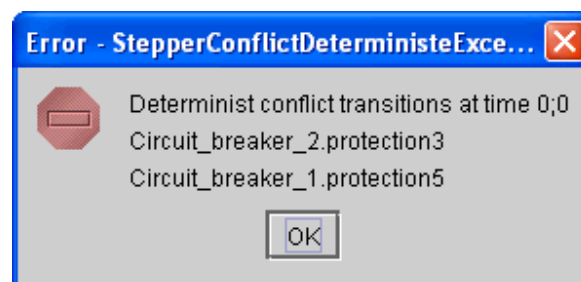 Error - StepperConflictDeterministeExce...
Determinist conflict transitions at time 0;0
Circuit_breaker_2.protection3
Circuit_breaker_1.protection5
OK